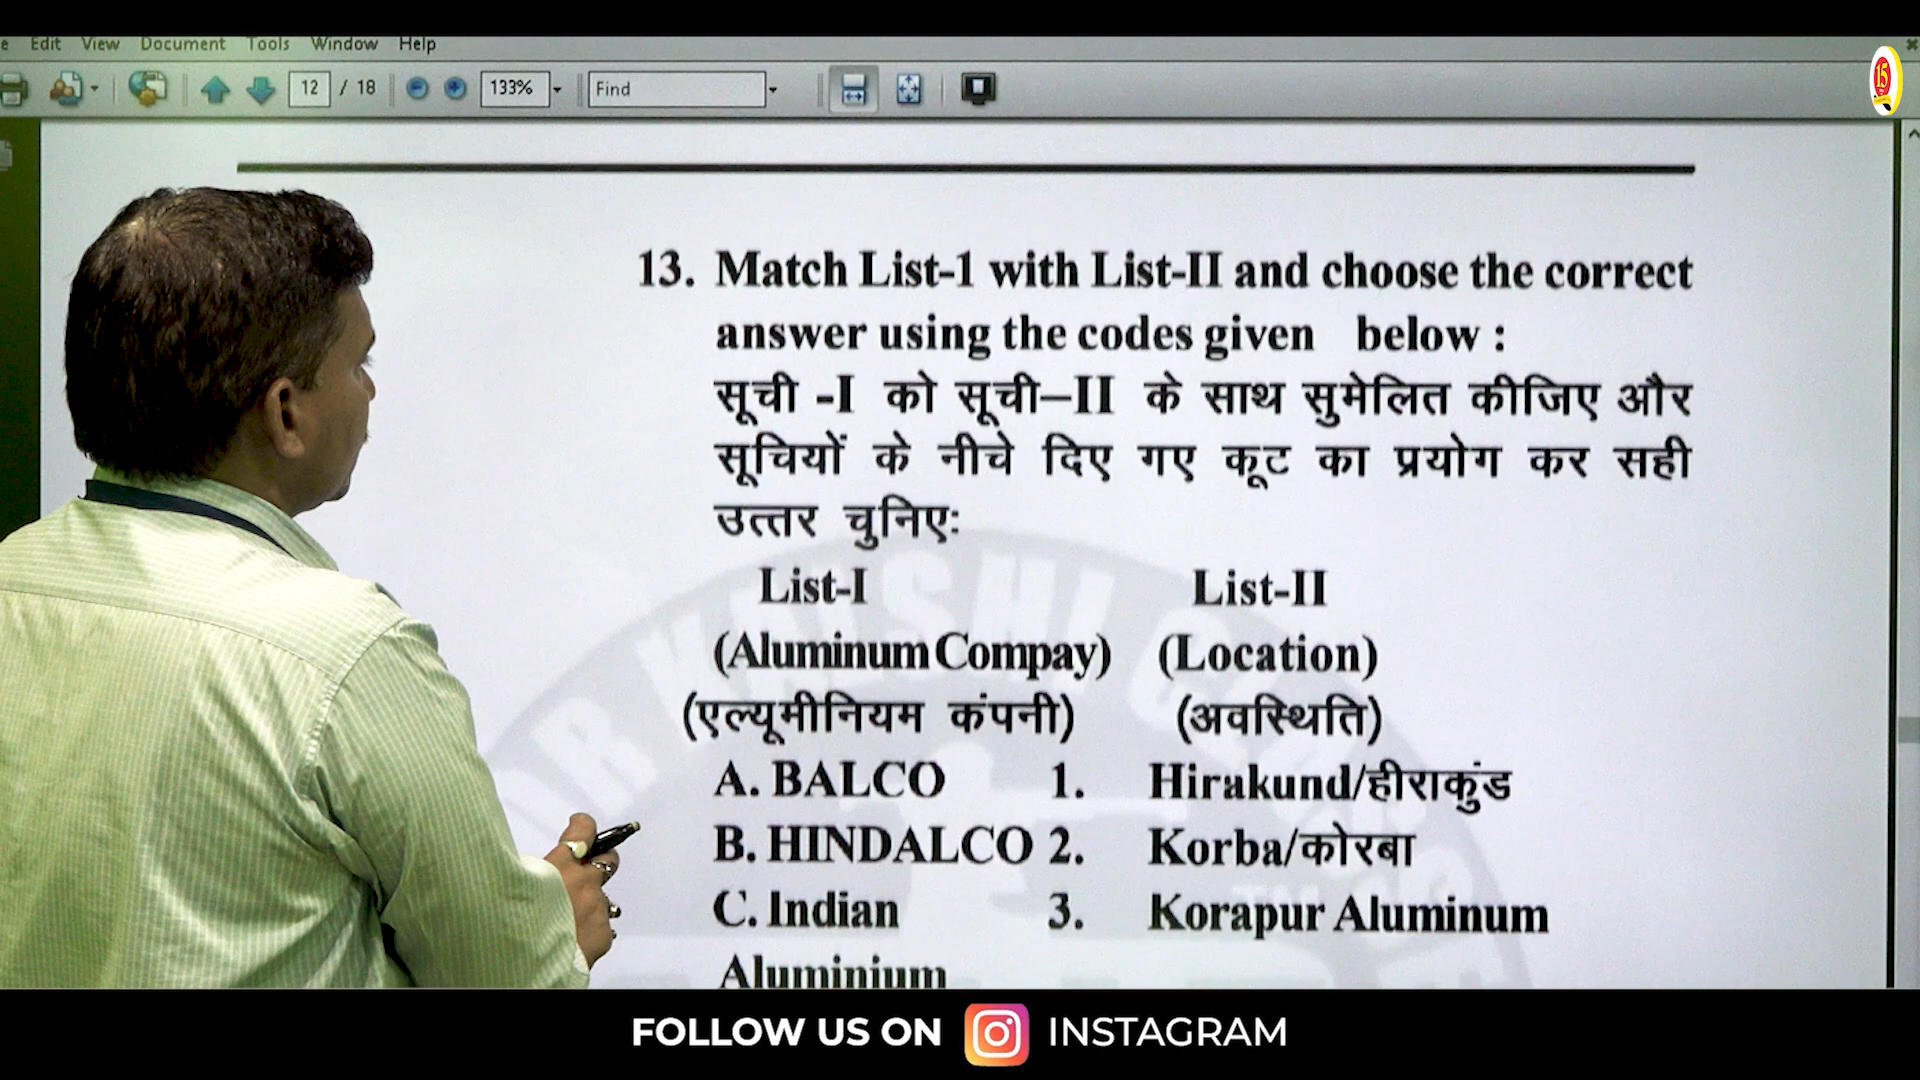 Edit View Document Tools Window Help
12 / 18 133% Find
15
13. Match List-1 with List-II and choose the correct
answer using the codes given below :
सूची -I को सूची–II के साथ सुमेलित कीजिए और
सूचियों के नीचे दिए गए कूट का प्रयोग कर सही
उत्तर चुनिएः
List-I List-II
(Aluminum Compay) (Location)
(एल्यूमीनियम कंपनी) (अवस्थिति)
A. BALCO 1. Hirakund/हीराकुंड
B. HINDALCO 2. Korba/कोरबा
C. Indian 3. Korapur Aluminum
Aluminium
FOLLOW US ON INSTAGRAM